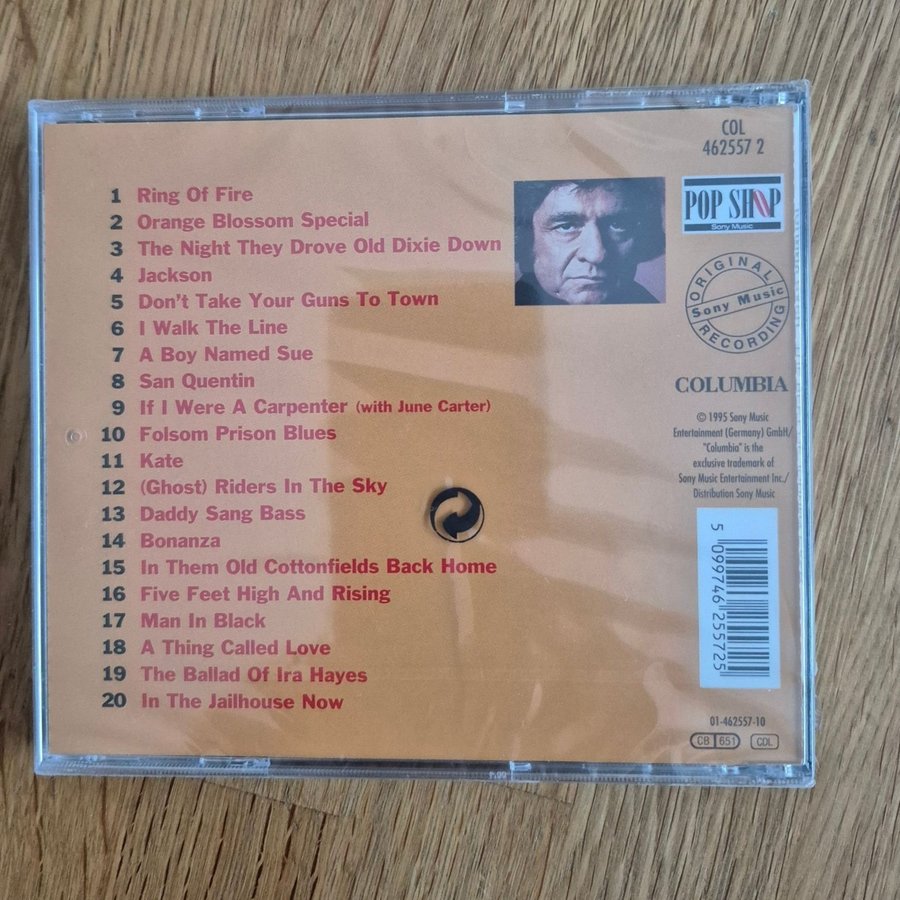 COL
462557 2
1 Ring Of Fire
2 Orange Blossom Special
3 The Night They Drove Old Dixie Down
4 Jackson
5 Don't Take Your Guns To Town
6 I Walk The Line
7 A Boy Named Sue
8 San Quentin
9 If I Were A Carpenter (with June Carter)
10 Folsom Prison Blues
11 Kate
12 (Ghost) Riders In The Sky
13 Daddy Sang Bass
14 Bonanza
15 In Them Old Cottonfields Back Home
16 Five Feet High And Rising
17 Man In Black
18 A Thing Called Love
19 The Ballad Of Ira Hayes
20 In The Jailhouse Now
POP SHOP
Sony Music
ORIGINAL
Sony Music
RECORDING
COLUMBIA
© 1995 Sony Music
Entertainment (Germany) GmbH/
"Columbia" is the
exclusive trademark of
Sony Music Entertainment Inc./
Distribution Sony Music
5 099746 255725
01-462557-10
CB 651 CDL